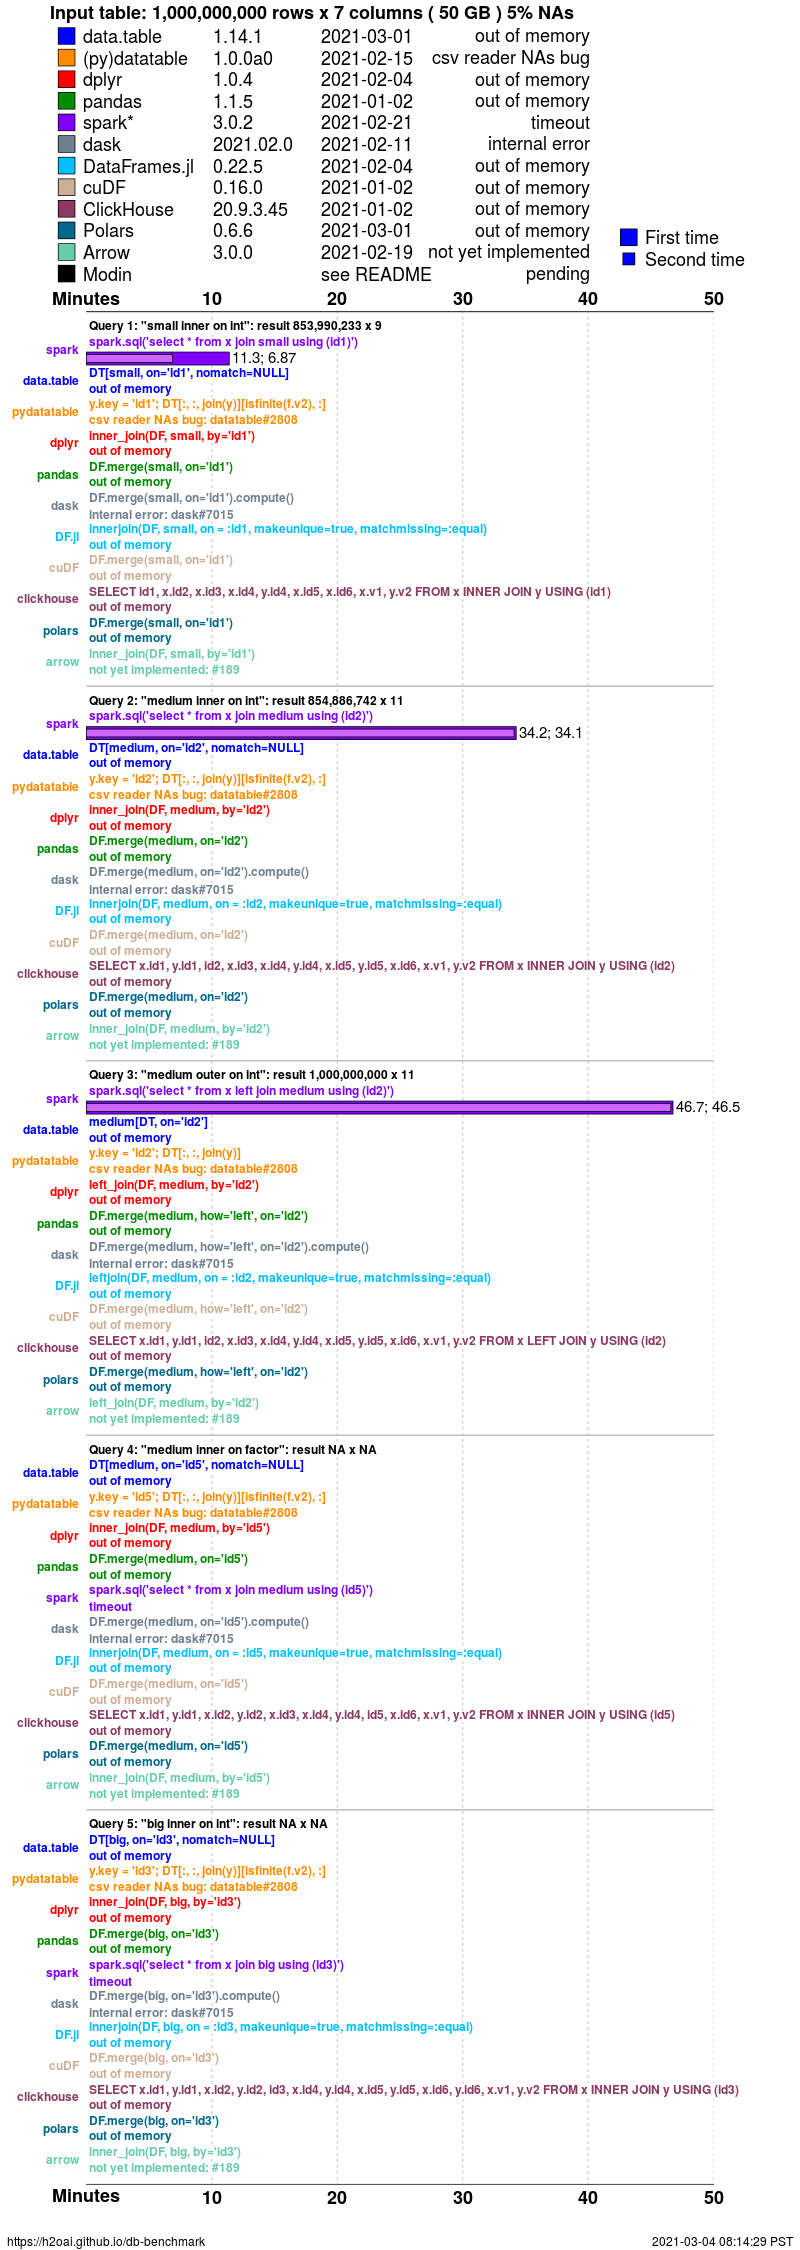 Input table: 1,000,000,000 rows x 7 columns ( 50 GB ) 5% NAs
data.table 1.14.1 2021-03-01 out of memory
(py)datatable 1.0.0a0 2021-02-15 csv reader NAs bug
dplyr 1.0.4 2021-02-04 out of memory
pandas 1.1.5 2021-01-02 out of memory
spark* 3.0.2 2021-02-21 timeout
dask 2021.02.0 2021-02-11 internal error
DataFrames.jl 0.22.5 2021-02-04 out of memory
cuDF 0.16.0 2021-01-02 out of memory
ClickHouse 20.9.3.45 2021-01-02 out of memory
Polars 0.6.6 2021-03-01 out of memory
Arrow 3.0.0 2021-02-19 not yet implemented
Modin see README pending
First time
Second time
Minutes 10 20 30 40 50
Query 1: "small inner on int": result 853,990,233 x 9
spark.sql('select * from x join small using (id1)')
spark 11.3; 6.87
DT[small, on='id1', nomatch=NULL]
data.table
out of memory
y.key = 'id1'; DT[:, :, join(y)][isfinite(f.v2), :]
pydatatable
csv reader NAs bug: datatable#2808
inner_join(DF, small, by='id1')
dplyr
out of memory
DF.merge(small, on='id1')
pandas
out of memory
DF.merge(small, on='id1').compute()
dask
internal error: dask#7015
innerjoin(DF, small, on = :id1, makeunique=true, matchmissing=:equal)
DF.jl
out of memory
DF.merge(small, on='id1')
cuDF
out of memory
SELECT id1, x.id2, x.id3, x.id4, y.id4, x.id5, x.id6, x.v1, y.v2 FROM x INNER JOIN y USING (id1)
clickhouse
out of memory
DF.merge(small, on='id1')
polars
out of memory
inner_join(DF, small, by='id1')
arrow
not yet implemented: #189
Query 2: "medium inner on int": result 854,886,742 x 11
spark.sql('select * from x join medium using (id2)')
spark 34.2; 34.1
DT[medium, on='id2', nomatch=NULL]
data.table
out of memory
y.key = 'id2'; DT[:, :, join(y)][isfinite(f.v2), :]
pydatatable
csv reader NAs bug: datatable#2808
inner_join(DF, medium, by='id2')
dplyr
out of memory
DF.merge(medium, on='id2')
pandas
out of memory
DF.merge(medium, on='id2').compute()
dask
internal error: dask#7015
innerjoin(DF, medium, on = :id2, makeunique=true, matchmissing=:equal)
DF.jl
out of memory
DF.merge(medium, on='id2')
cuDF
out of memory
SELECT x.id1, y.id1, id2, x.id3, x.id4, y.id4, x.id5, y.id5, x.id6, x.v1, y.v2 FROM x INNER JOIN y USING (id2)
clickhouse
out of memory
DF.merge(medium, on='id2')
polars
out of memory
inner_join(DF, medium, by='id2')
arrow
not yet implemented: #189
Query 3: "medium outer on int": result 1,000,000,000 x 11
spark.sql('select * from x left join medium using (id2)')
spark 46.7; 46.5
medium[DT, on='id2']
data.table
out of memory
y.key = 'id2'; DT[:, :, join(y)]
pydatatable
csv reader NAs bug: datatable#2808
left_join(DF, medium, by='id2')
dplyr
out of memory
DF.merge(medium, how='left', on='id2')
pandas
out of memory
DF.merge(medium, how='left', on='id2').compute()
dask
internal error: dask#7015
leftjoin(DF, medium, on = :id2, makeunique=true, matchmissing=:equal)
DF.jl
out of memory
DF.merge(medium, how='left', on='id2')
cuDF
out of memory
SELECT x.id1, y.id1, id2, x.id3, x.id4, y.id4, x.id5, y.id5, x.id6, x.v1, y.v2 FROM x LEFT JOIN y USING (id2)
clickhouse
out of memory
DF.merge(medium, how='left', on='id2')
polars
out of memory
left_join(DF, medium, by='id2')
arrow
not yet implemented: #189
Query 4: "medium inner on factor": result NA x NA
DT[medium, on='id5', nomatch=NULL]
data.table
out of memory
y.key = 'id5'; DT[:, :, join(y)][isfinite(f.v2), :]
pydatatable
csv reader NAs bug: datatable#2808
inner_join(DF, medium, by='id5')
dplyr
out of memory
DF.merge(medium, on='id5')
pandas
out of memory
spark.sql('select * from x join medium using (id5)')
spark
timeout
DF.merge(medium, on='id5').compute()
dask
internal error: dask#7015
innerjoin(DF, medium, on = :id5, makeunique=true, matchmissing=:equal)
DF.jl
out of memory
DF.merge(medium, on='id5')
cuDF
out of memory
SELECT x.id1, y.id1, x.id2, y.id2, x.id3, x.id4, y.id4, id5, x.id6, x.v1, y.v2 FROM x INNER JOIN y USING (id5)
clickhouse
out of memory
DF.merge(medium, on='id5')
polars
out of memory
inner_join(DF, medium, by='id5')
arrow
not yet implemented: #189
Query 5: "big inner on int": result NA x NA
DT[big, on='id3', nomatch=NULL]
data.table
out of memory
y.key = 'id3'; DT[:, :, join(y)][isfinite(f.v2), :]
pydatatable
csv reader NAs bug: datatable#2808
inner_join(DF, big, by='id3')
dplyr
out of memory
DF.merge(big, on='id3')
pandas
out of memory
spark.sql('select * from x join big using (id3)')
spark
timeout
DF.merge(big, on='id3').compute()
dask
internal error: dask#7015
innerjoin(DF, big, on = :id3, makeunique=true, matchmissing=:equal)
DF.jl
out of memory
DF.merge(big, on='id3')
cuDF
out of memory
SELECT x.id1, y.id1, x.id2, y.id2, id3, x.id4, y.id4, x.id5, y.id5, x.id6, y.id6, x.v1, y.v2 FROM x INNER JOIN y USING (id3)
clickhouse
out of memory
DF.merge(big, on='id3')
polars
out of memory
inner_join(DF, big, by='id3')
arrow
not yet implemented: #189
Minutes 10 20 30 40 50
https://h2oai.github.io/db-benchmark 2021-03-04 08:14:29 PST